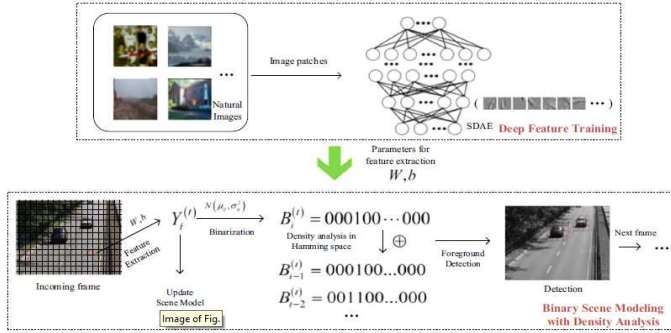 Natural
Images
...
Image patches
...
...
...
...
...
( ... )
SDAE
Deep Feature Training
Parameters for
feature extraction
W,b
Incoming frame
W,b
Feature
Extraction
Y_i^(t)
N(μ_i,σ_i^2)
Binarization
Update
Scene Model
Image of Fig.
B_i^(t) = 000100···000
Density analysis in
Hamming space
⊕
B_{i-1}^(t) = 000100...000
B_{i-2}^(t) = 001100...000
...
Foreground
Detection
Detection
Next frame
...
Binary Scene Modeling
with Density Analysis